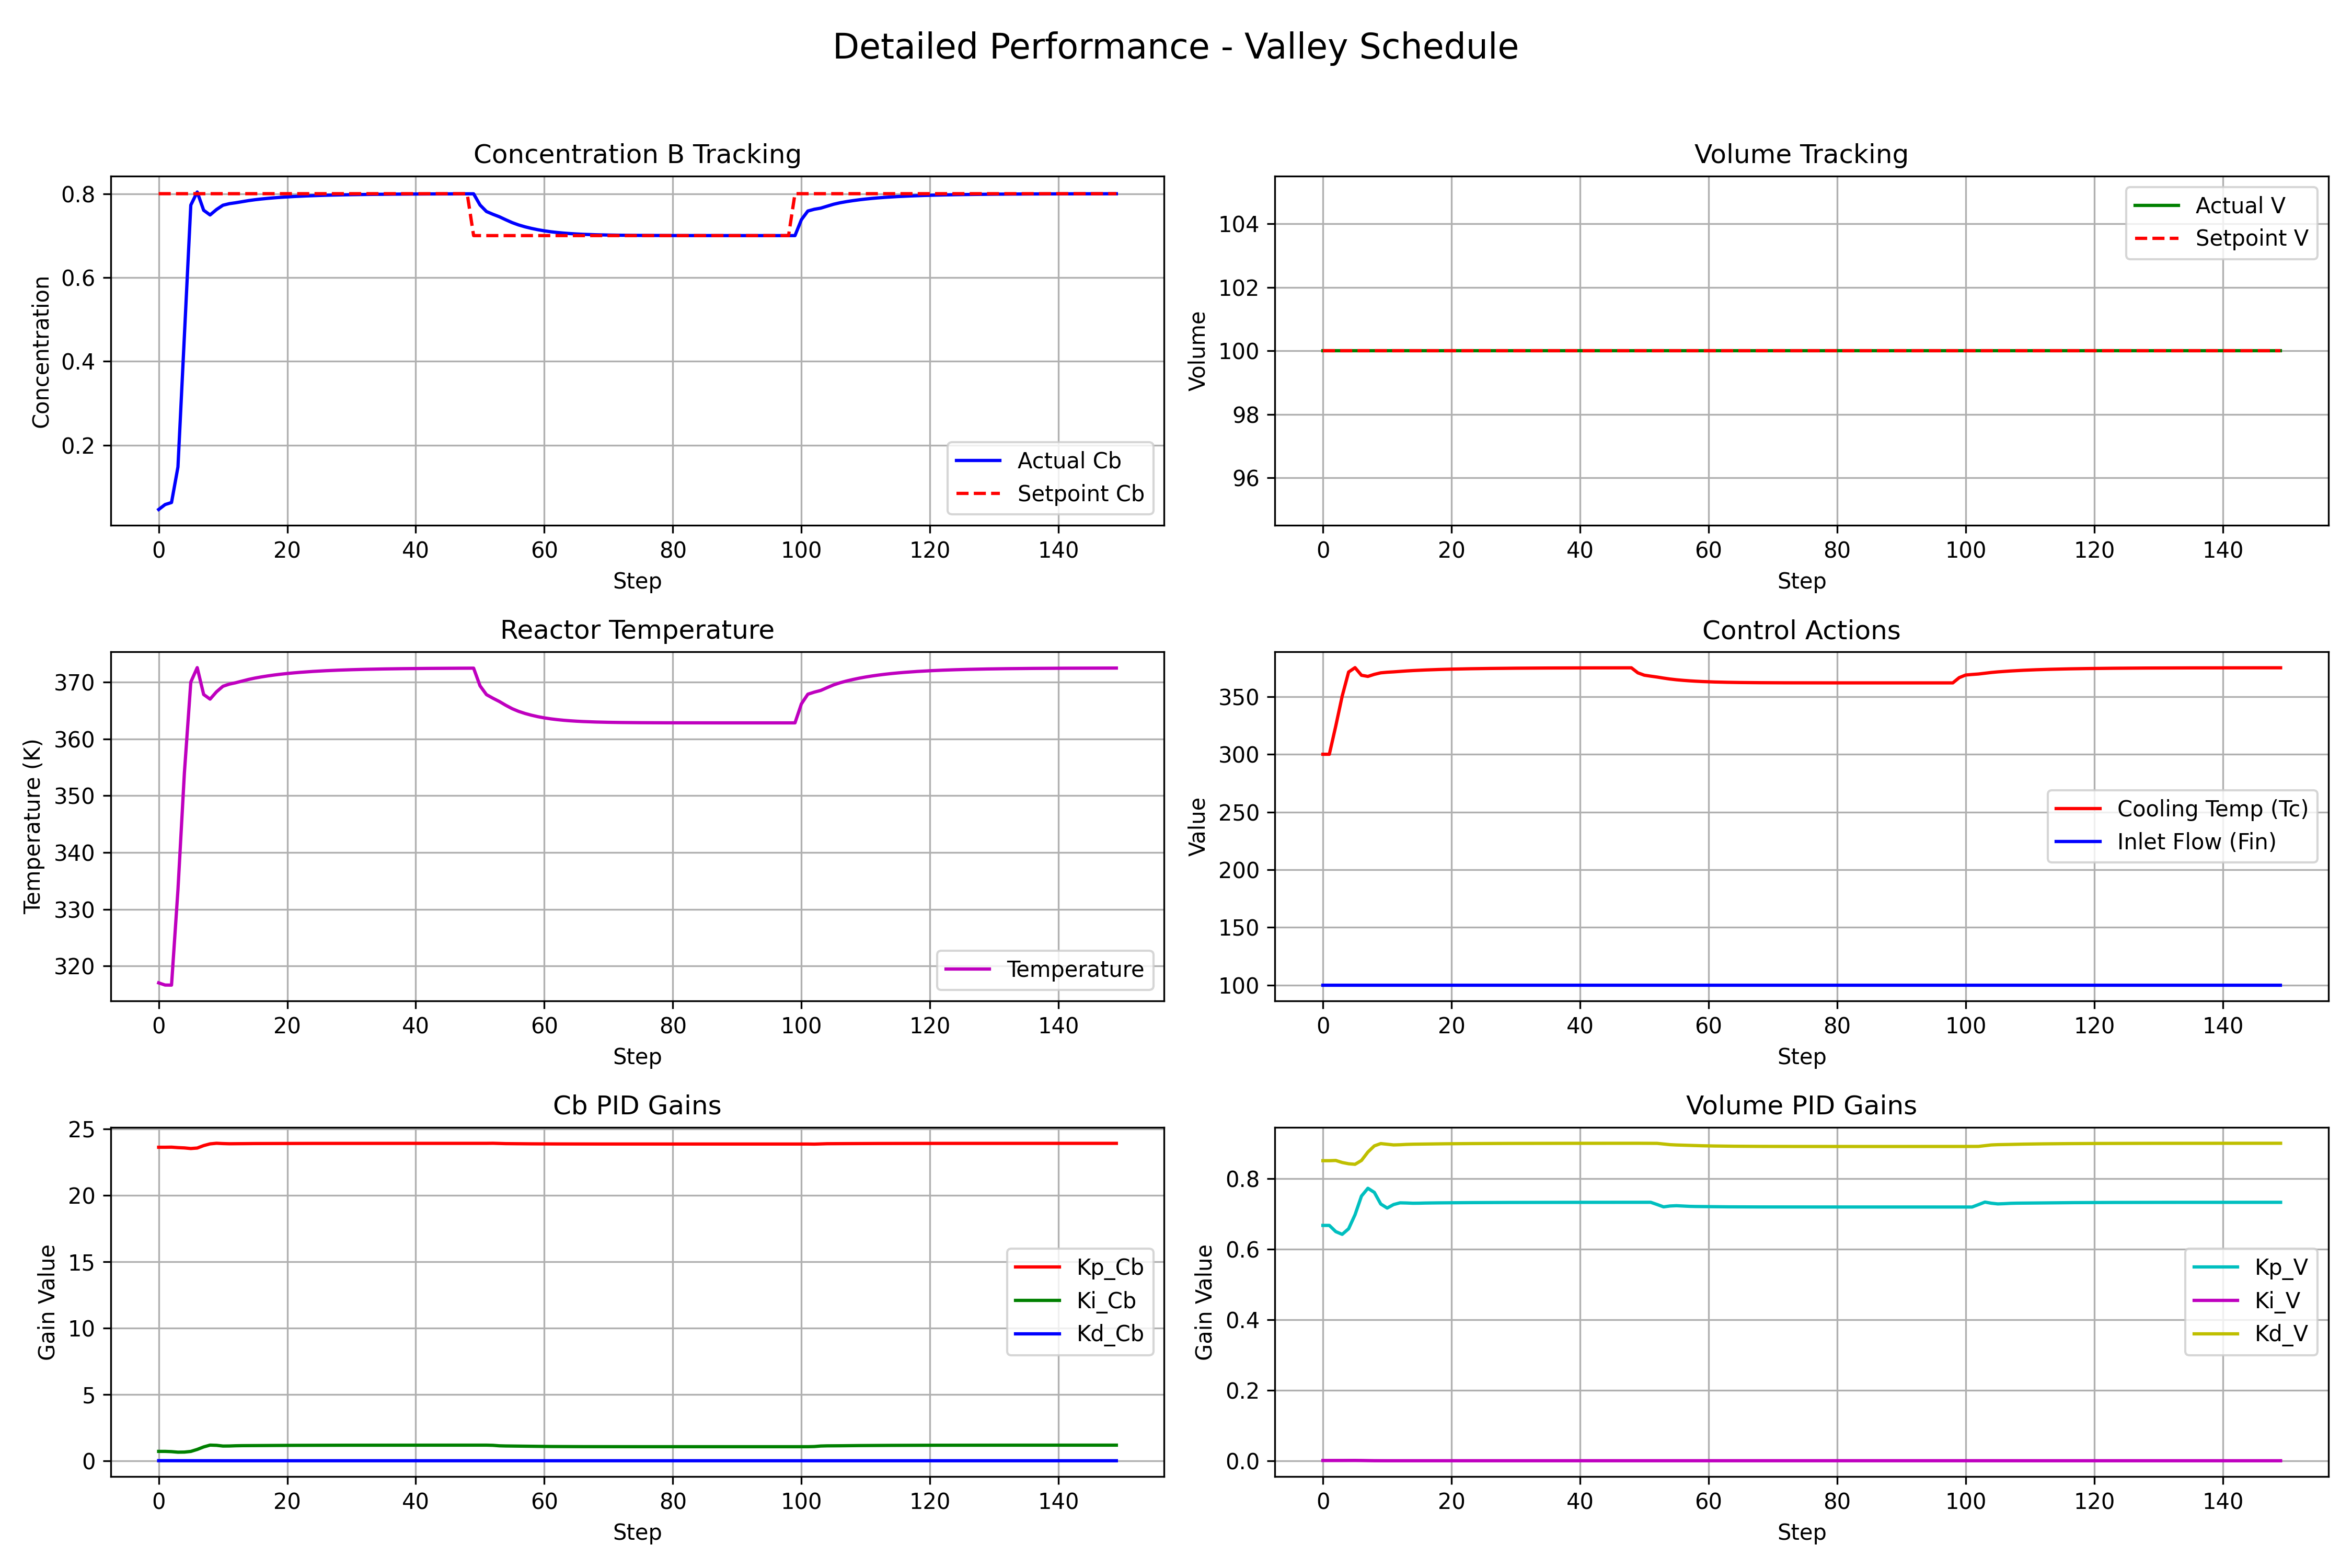 Detailed Performance - Valley Schedule
Concentration B Tracking
Concentration
0.8
0.6
0.4
0.2
Actual Cb
Setpoint Cb
0 20 40 60 80 100 120 140
Step
Volume Tracking
Volume
104
102
100
98
96
Actual V
Setpoint V
0 20 40 60 80 100 120 140
Step
Reactor Temperature
Temperature (K)
370
360
350
340
330
320
Temperature
0 20 40 60 80 100 120 140
Step
Control Actions
Value
350
300
250
200
150
100
Cooling Temp (Tc)
Inlet Flow (Fin)
0 20 40 60 80 100 120 140
Step
Cb PID Gains
Gain Value
25
20
15
10
5
0
Kp_Cb
Ki_Cb
Kd_Cb
0 20 40 60 80 100 120 140
Step
Volume PID Gains
Gain Value
0.8
0.6
0.4
0.2
0.0
Kp_V
Ki_V
Kd_V
0 20 40 60 80 100 120 140
Step